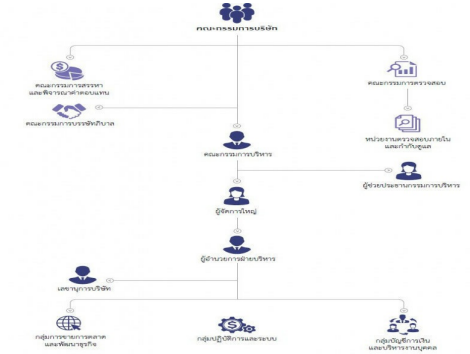 คณะกรรมการบริษัท
คณะกรรมการสรรหา
และพิจารณาค่าตอบแทน
คณะกรรมการตรวจสอบ
คณะกรรมการบรรษัทภิบาล
หน่วยงานตรวจสอบภายใน
และกำกับดูแล
คณะกรรมการบริหาร
ผู้ช่วยประธานกรรมการบริหาร
ผู้จัดการใหญ่
ผู้อำนวยการฝ่ายบริหาร
เลขานุการบริษัท
กลุ่มการขายการตลาด
และพัฒนาธุรกิจ
กลุ่มปฏิบัติการและระบบ
กลุ่มบัญชีการเงิน
และบริหารงานบุคคล